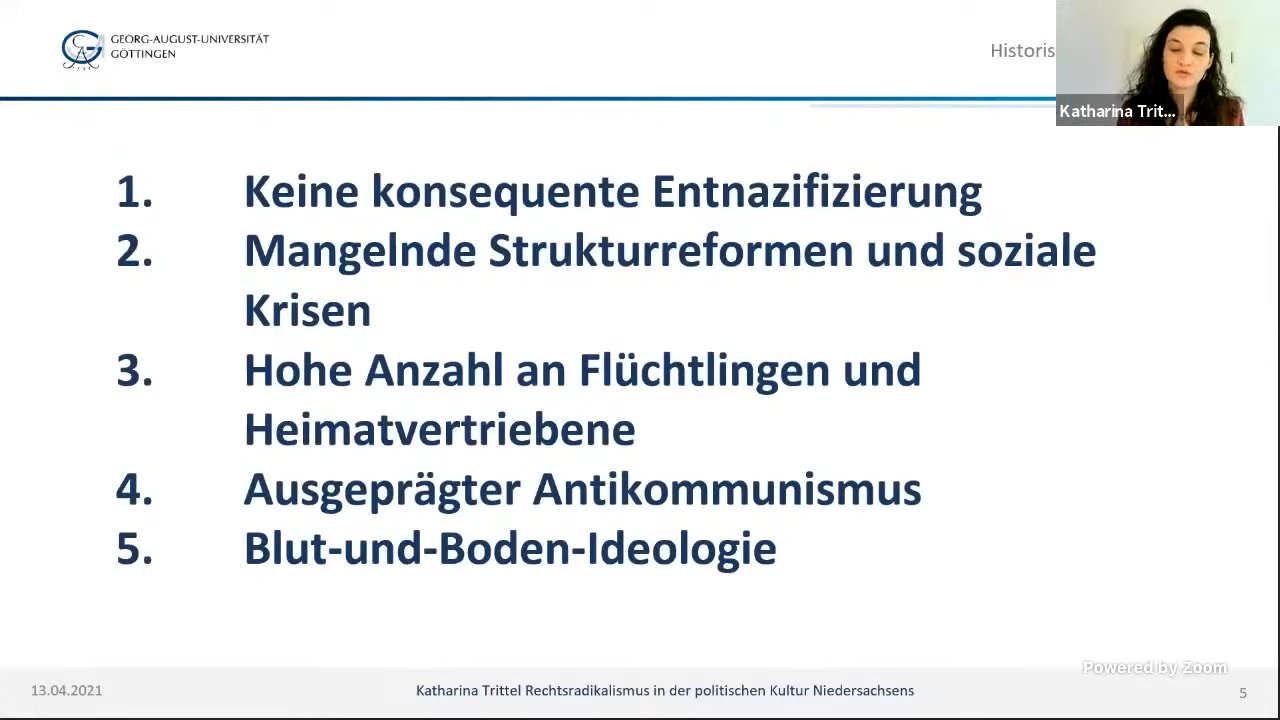 GEORG-AUGUST-UNIVERSITÄT
GÖTTINGEN
Historis
Katharina Trit...
1. Keine konsequente Entnazifizierung
2. Mangelnde Strukturreformen und soziale
Krisen
3. Hohe Anzahl an Flüchtlingen und
Heimatvertriebene
4. Ausgeprägter Antikommunismus
5. Blut-und-Boden-Ideologie
Powered by Zoom
13.04.2021
Katharina Trittel Rechtsradikalismus in der politischen Kultur Niedersachsens
5